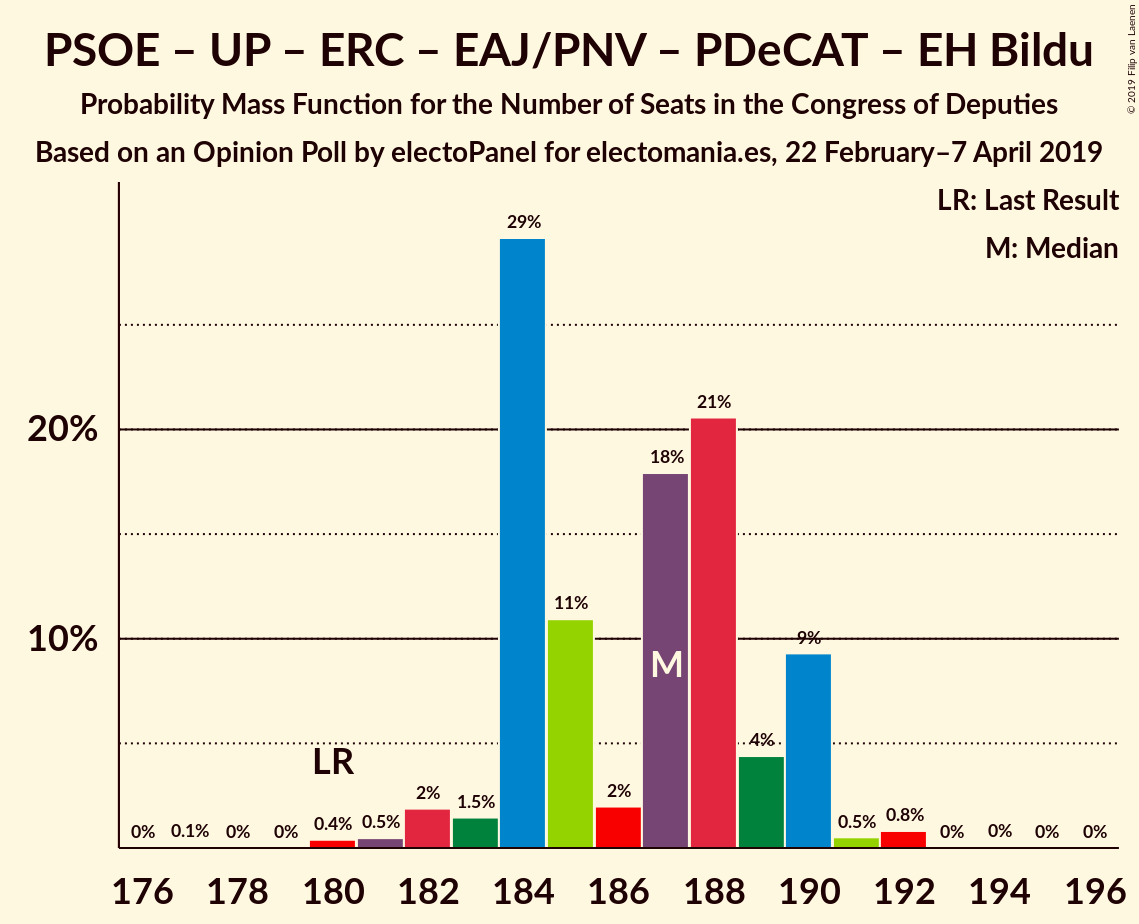 PSOE – UP – ERC – EAJ/PNV – PDeCAT – EH Bildu
Probability Mass Function for the Number of Seats in the Congress of Deputies
Based on an Opinion Poll by electoPanel for electomania.es, 22 February–7 April 2019
© 2019 Filip van Laenen
LR: Last Result
M: Median
20%
10%
0%
0.1%
0%
0%
0.4%
0.5%
2%
1.5%
29%
11%
2%
18%
21%
4%
9%
0.5%
0.8%
0%
0%
0%
0%
LR
M
176 178 180 182 184 186 188 190 192 194 196